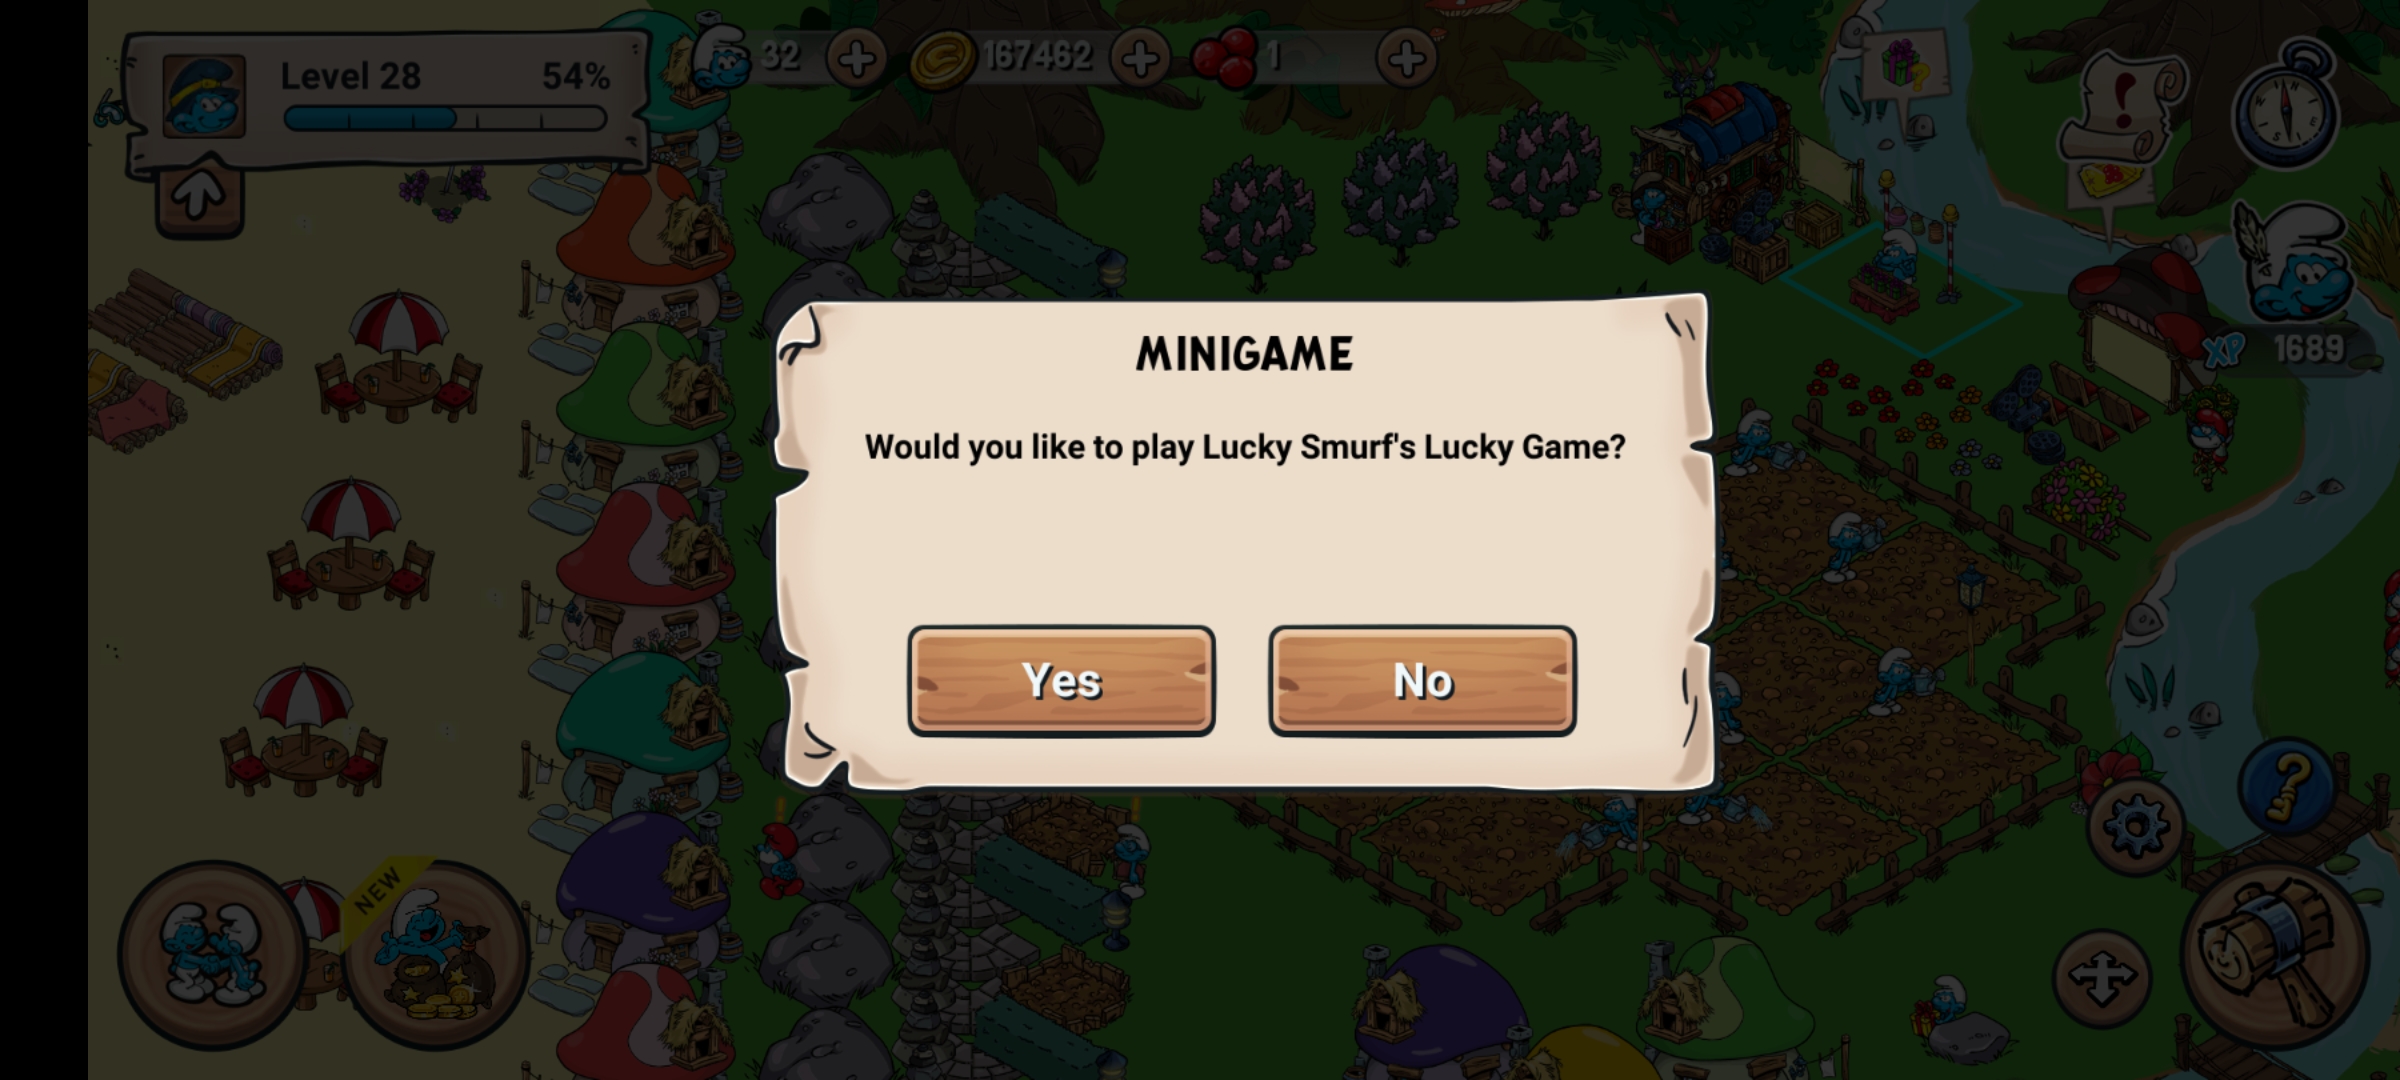 Level 28 54%
32
167462
1
XP 1689
MINIGAME
Would you like to play Lucky Smurf's Lucky Game?
Yes
No
NEW